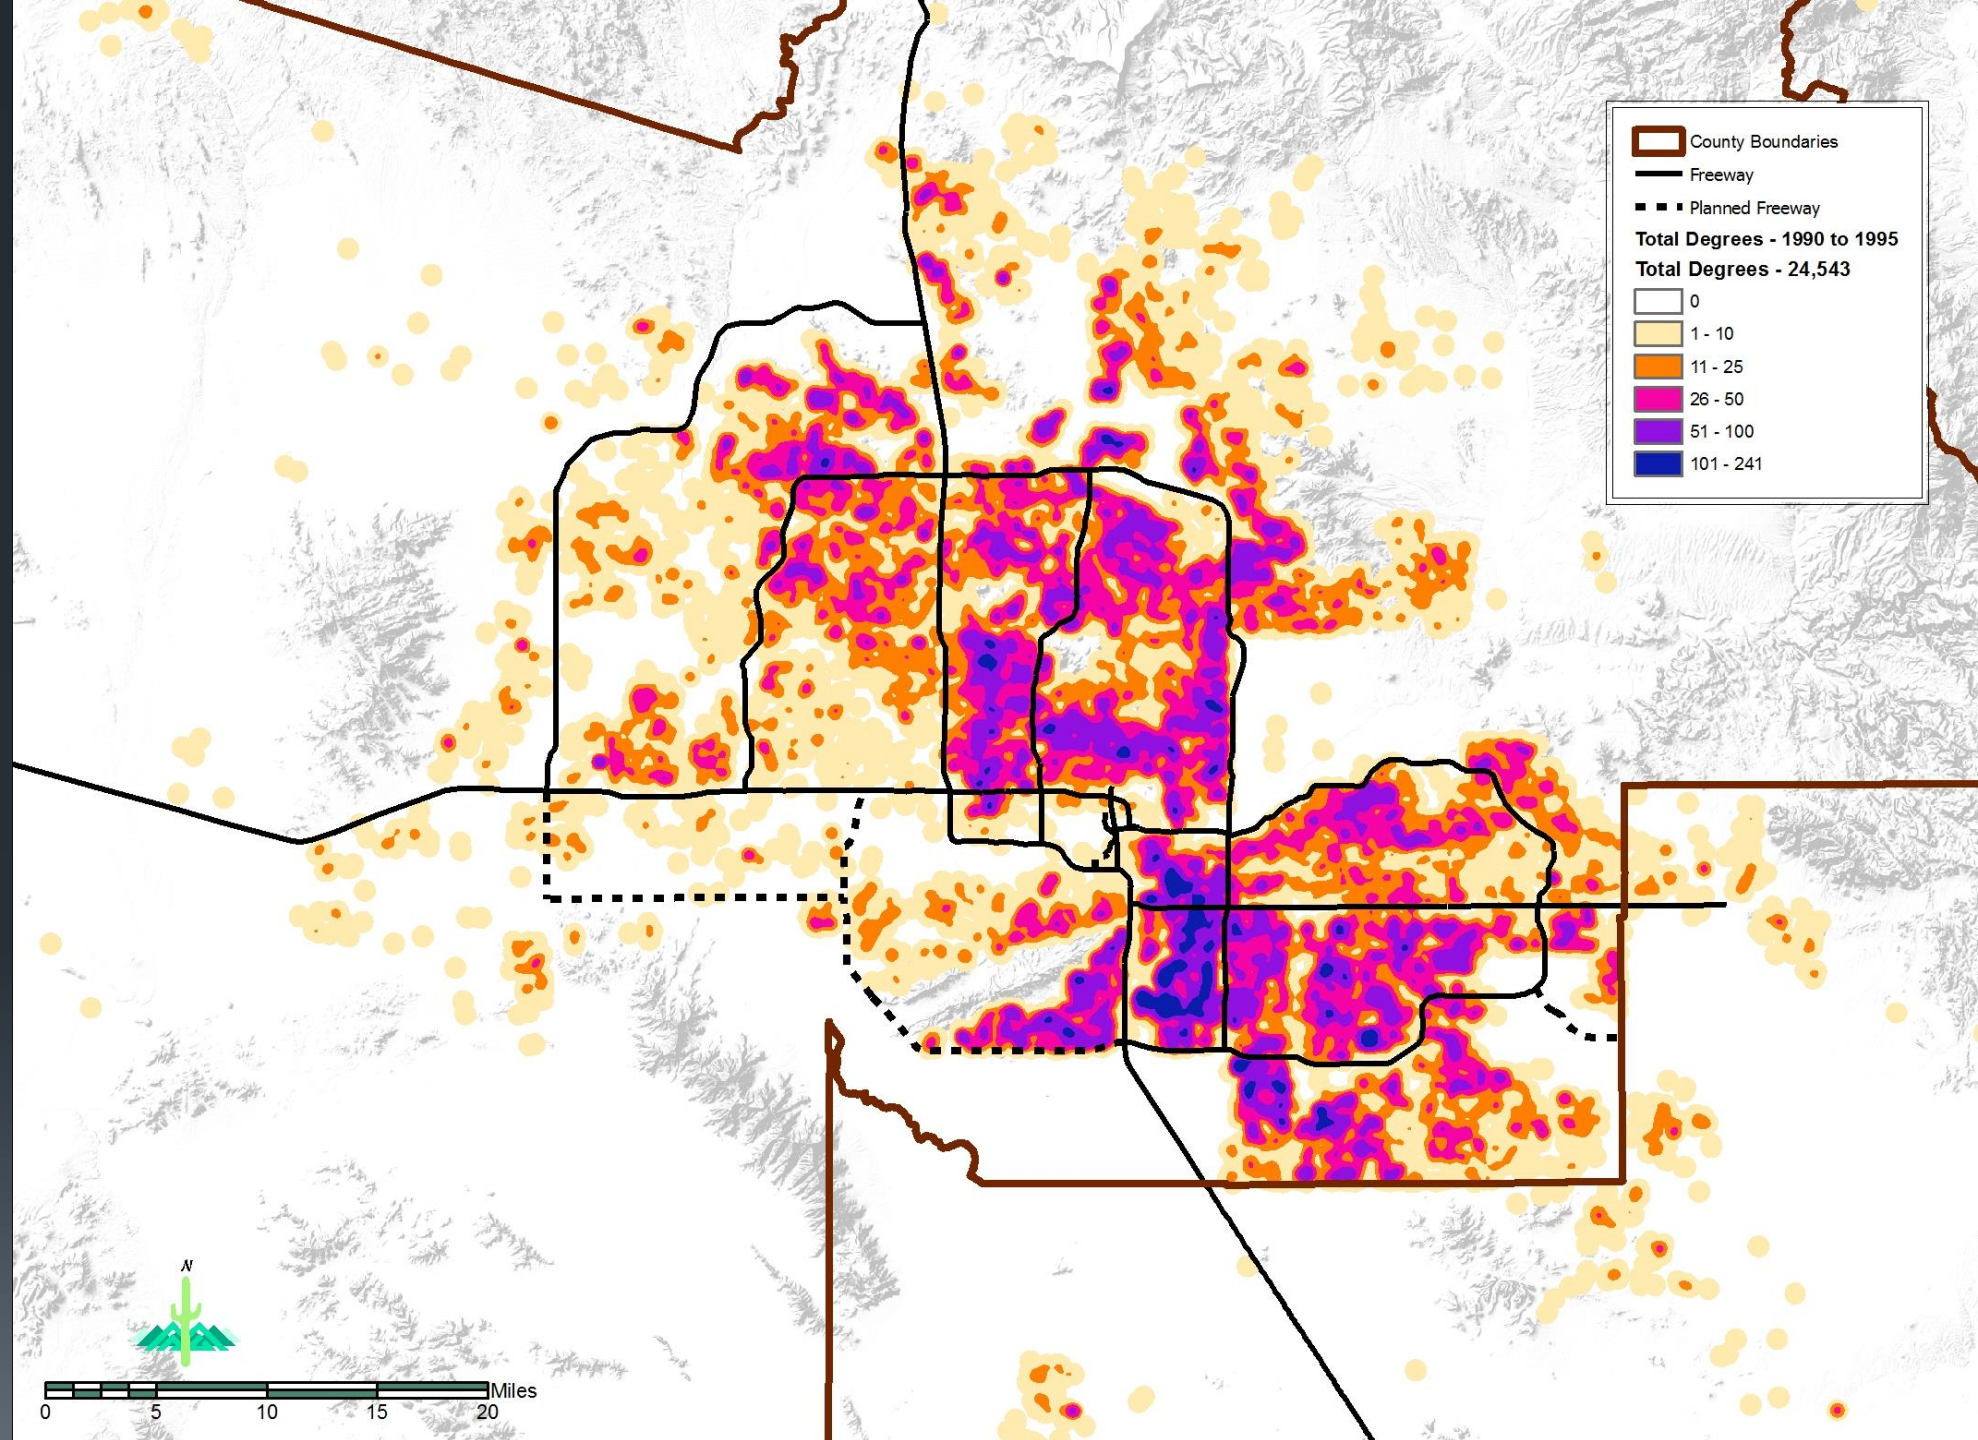 County Boundaries
Freeway
Planned Freeway
Total Degrees - 1990 to 1995
Total Degrees - 24,543
0
1 - 10
11 - 25
26 - 50
51 - 100
101 - 241
N
Miles
0 5 10 15 20